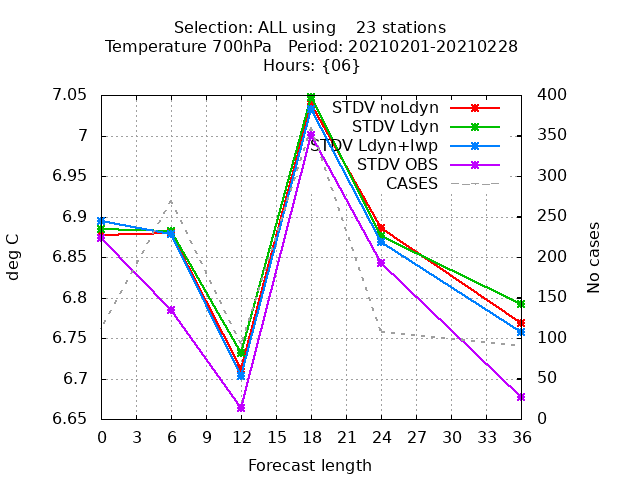 Selection: ALL using    23 stations
Temperature 700hPa   Period: 20210201-20210228
Hours: {06}
7.05
7
6.95
6.9
6.85
6.8
6.75
6.7
6.65
400
350
300
250
200
150
100
50
0
STDV noLdyn
STDV Ldyn
STDV Ldyn+lwp
STDV OBS
CASES
deg C
No cases
0 3 6 9 12 15 18 21 24 27 30 33 36
Forecast length